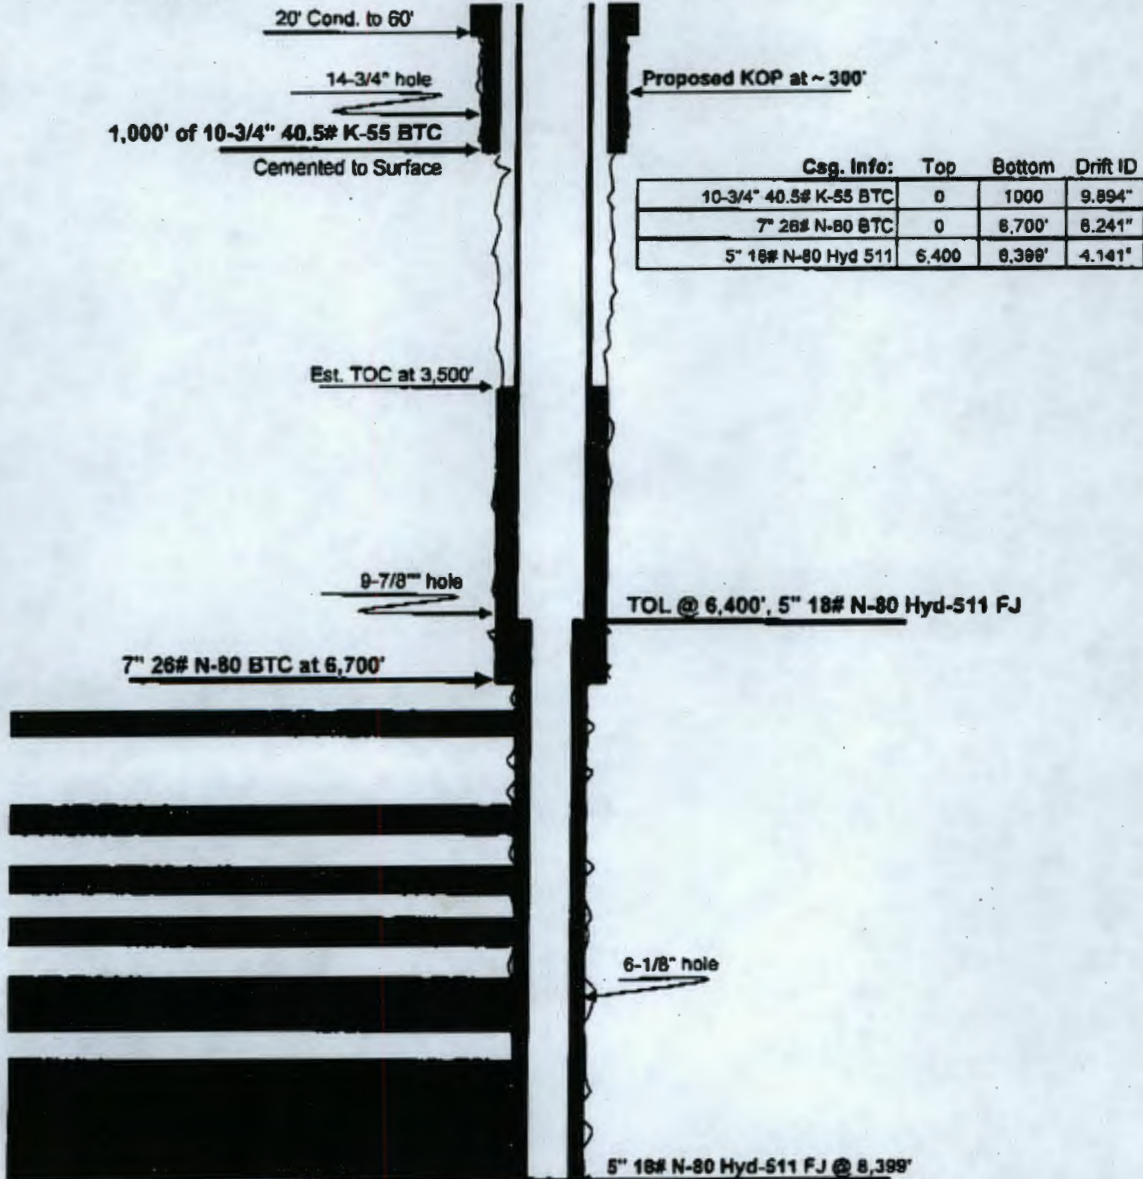 20' Cond. to 60'
14-3/4" hole
Proposed KOP at ~ 300'
1,000' of 10-3/4" 40.5# K-55 BTC
Cemented to Surface
Csg. Info: Top Bottom Drift ID
10-3/4" 40.5# K-55 BTC 0 1000 9.894"
7" 26# N-80 BTC 0 6,700' 6.241"
5" 18# N-80 Hyd 511 6,400 8,399' 4.141"
Est. TOC at 3,500'
9-7/8"" hole
TOL @ 6,400', 5" 18# N-80 Hyd-511 FJ
7" 26# N-80 BTC at 6,700'
6-1/8" hole
5" 18# N-80 Hyd-511 FJ @ 8,399'